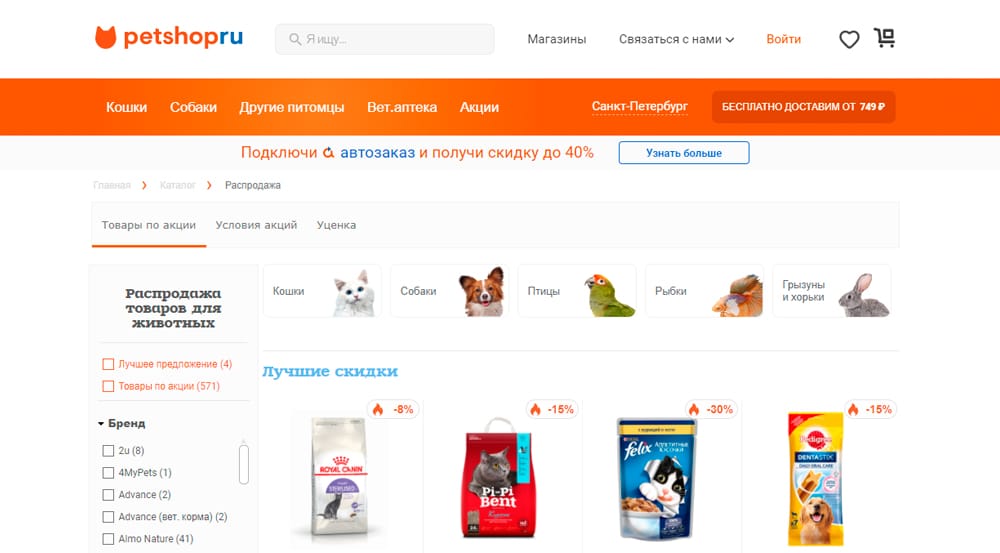 petshopru
Я ищу...
Магазины
Связаться с нами
Войти
Кошки
Собаки
Другие питомцы
Вет.аптека
Акции
Санкт-Петербург
БЕСПЛАТНО ДОСТАВИМ ОТ 749 ₽
Подключи автозаказ и получи скидку до 40%
Узнать больше
Главная
Каталог
Распродажа
Товары по акции
Условия акций
Уценка
Распродажа
товаров для
животных
Лучшее предложение (4)
Товары по акции (571)
Бренд
2u (8)
4MyPets (1)
Advance (2)
Advance (вет. корма) (2)
Almo Nature (41)
Кошки
Собаки
Птицы
Рыбки
Грызуны
и хорьки
Лучшие скидки
-8%
-15%
-30%
-15%
ROYAL CANIN
STERILISED
Pi-Pi
Bent
felix
Аппетитные
кусочки
Pedigree
DENTASTIX
DAILY ORAL CARE